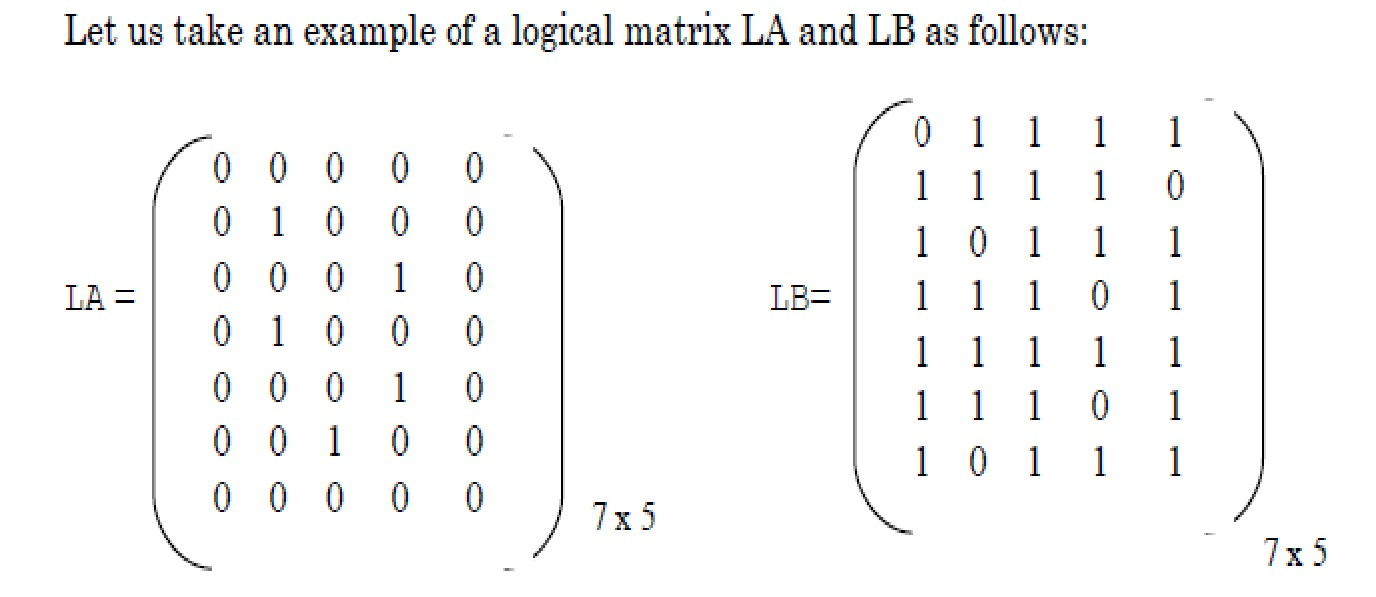 Let us take an example of a logical matrix LA and LB as follows:
LA =
0 0 0 0 0
0 1 0 0 0
0 0 0 1 0
0 1 0 0 0
0 0 0 1 0
0 0 1 0 0
0 0 0 0 0
7 x 5
LB=
0 1 1 1 1
1 1 1 1 0
1 0 1 1 1
1 1 1 0 1
1 1 1 1 1
1 1 1 0 1
1 0 1 1 1
7 x 5